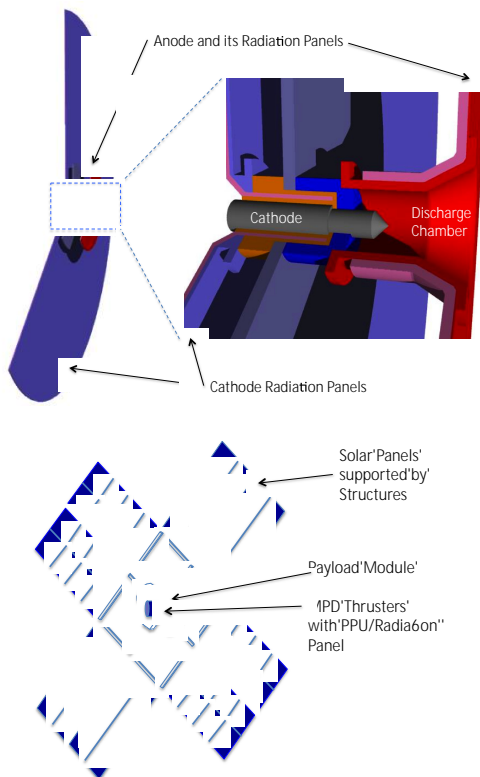 Anode and its Radiation Panels
Cathode
Discharge
Chamber
Cathode Radiation Panels
Solar'Panels'
supported'by'
Structures
Payload'Module'
MPD'Thrusters'
with'PPU/Radia6on''
Panel